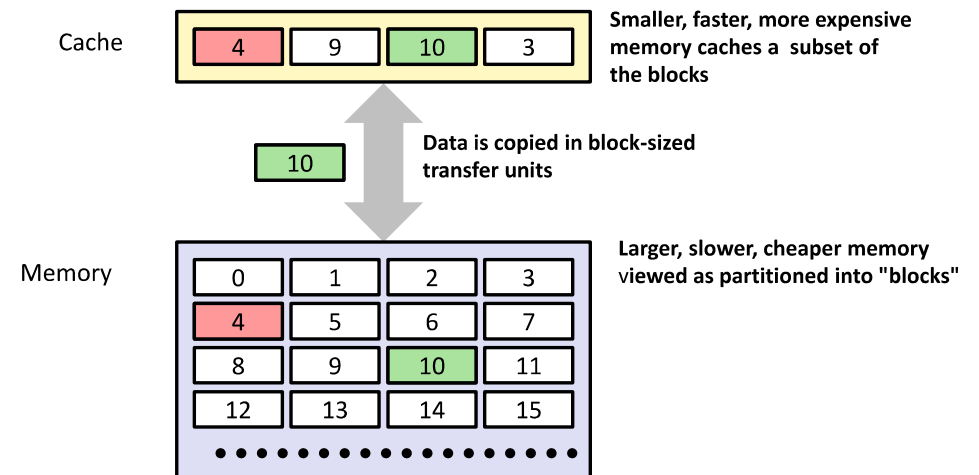 Cache
4 9 10 3
Smaller, faster, more expensive
memory caches a subset of
the blocks
10
Data is copied in block-sized
transfer units
Memory
Larger, slower, cheaper memory
viewed as partitioned into "blocks"
0 1 2 3
4 5 6 7
8 9 10 11
12 13 14 15